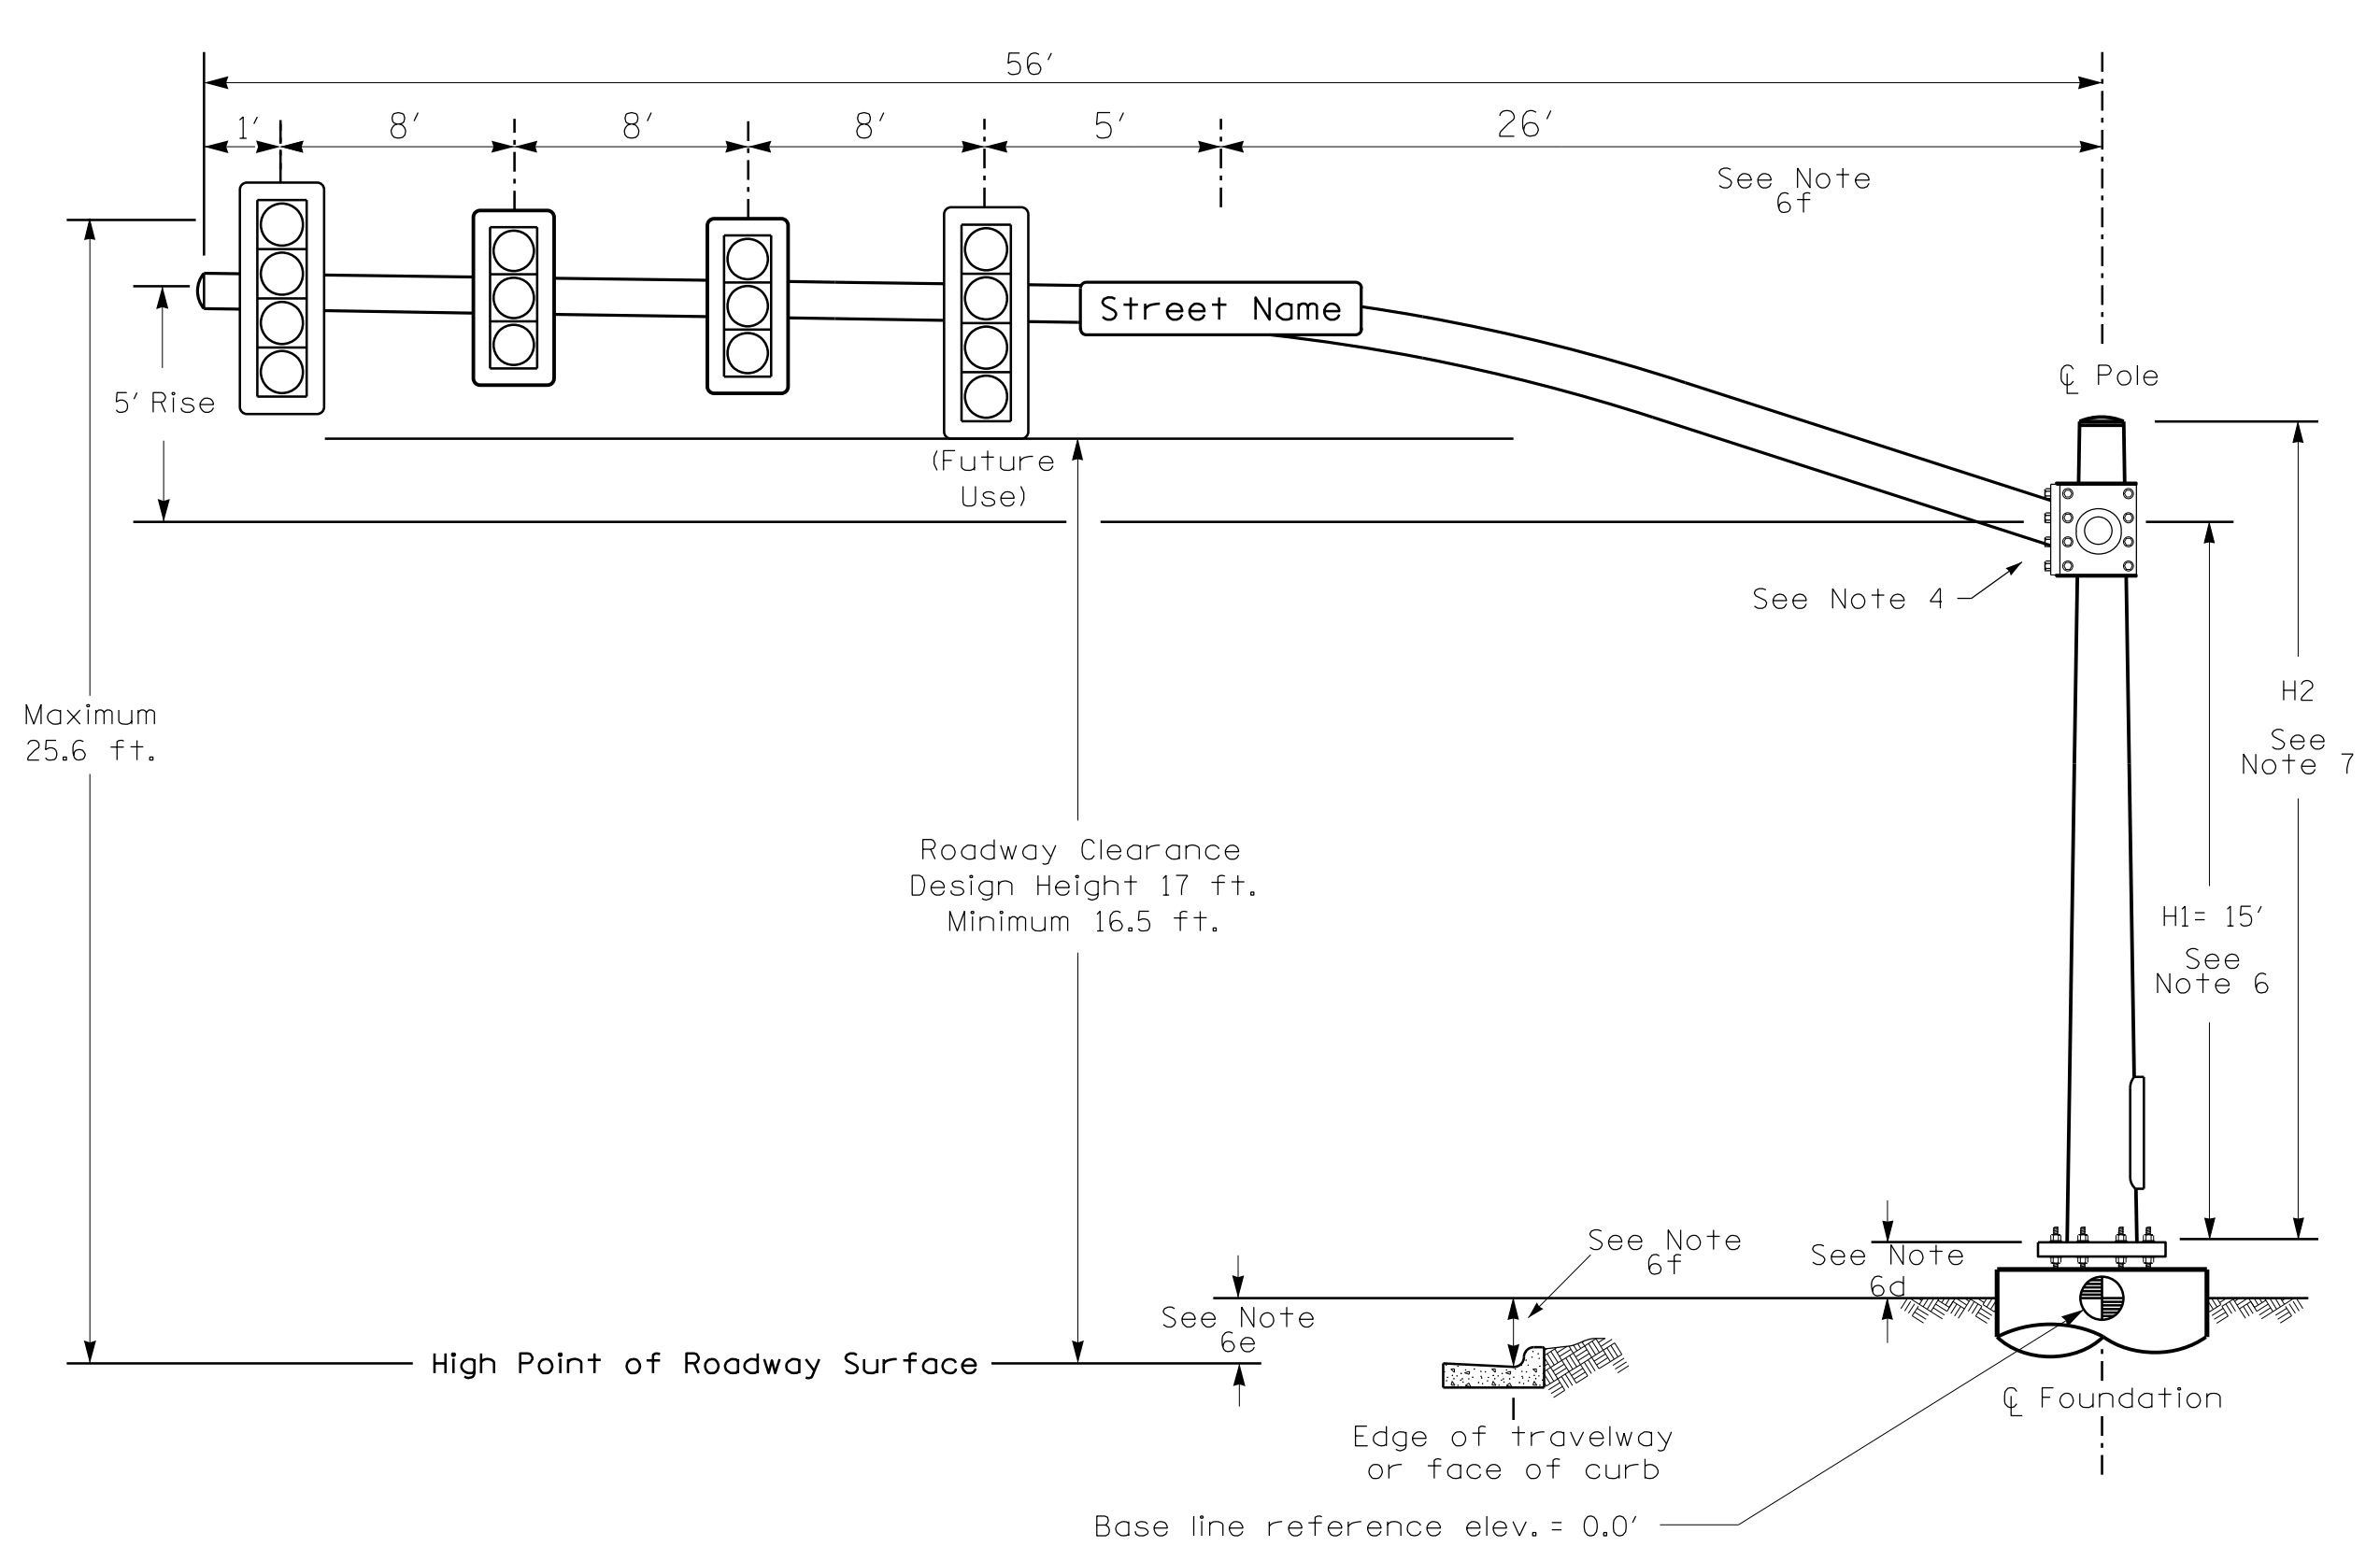 56′
1′ 8′ 8′ 8′ 5′ 26′
See Note
6f
Street Name
℄ Pole
5′ Rise
(Future
Use)
See Note 4
H2
See
Note 7
Maximum
25.6 ft.
Roadway Clearance
Design Height 17 ft.
Minimum 16.5 ft.
H1= 15′
See
Note 6
See Note
6f
See Note
6d
See Note
6e
High Point of Roadway Surface
℄ Foundation
Edge of travelway
or face of curb
Base line reference elev. = 0.0′